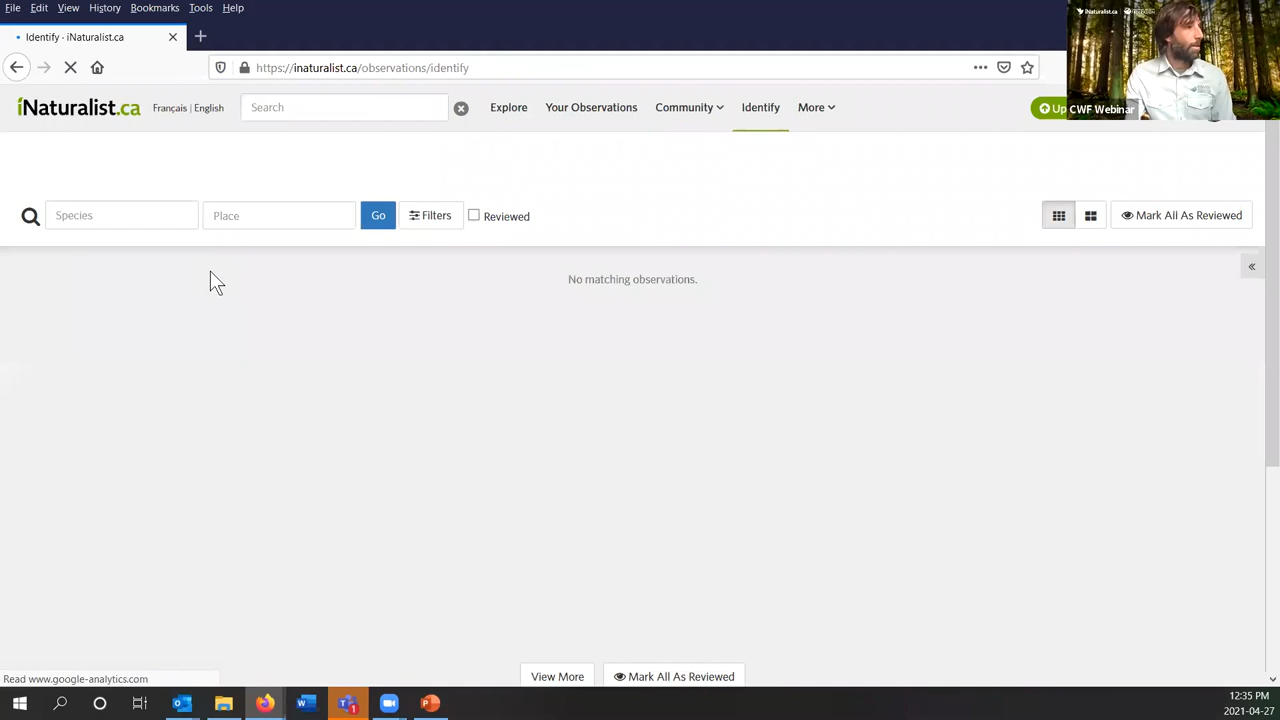 File Edit View History Bookmarks Tools Help
Identify · iNaturalist.ca
https://inaturalist.ca/observations/identify
iNaturalist.ca Français | English Search Explore Your Observations Community Identify More Up
CWF Webinar
iNaturalist.ca
Species Place Go Filters Reviewed Mark All As Reviewed
No matching observations.
View More Mark All As Reviewed
Read www.google-analytics.com
12:35 PM
2021-04-27